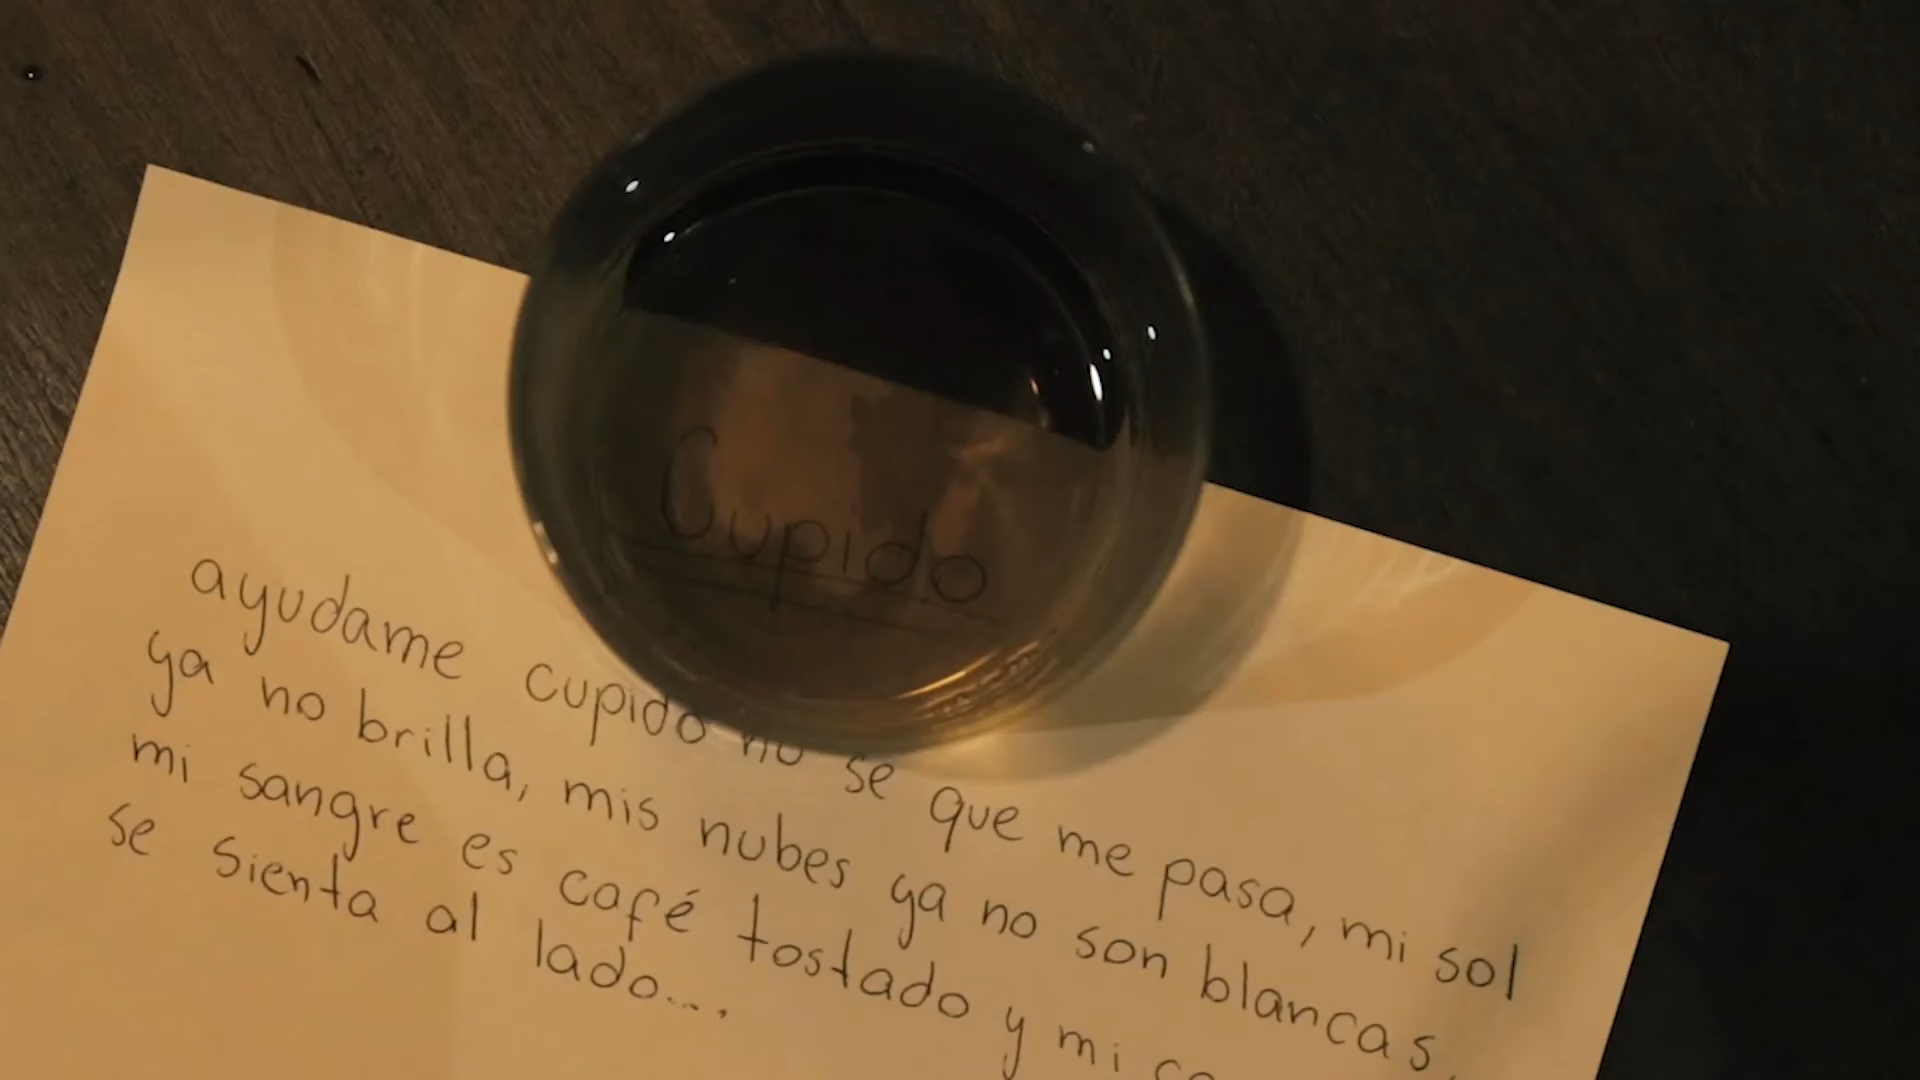 Cupido
ayudame cupido no se que me pasa, mi sol
ya no brilla, mis nubes ya no son blancas,
mi sangre es café tostado y mi
se sienta al lado...